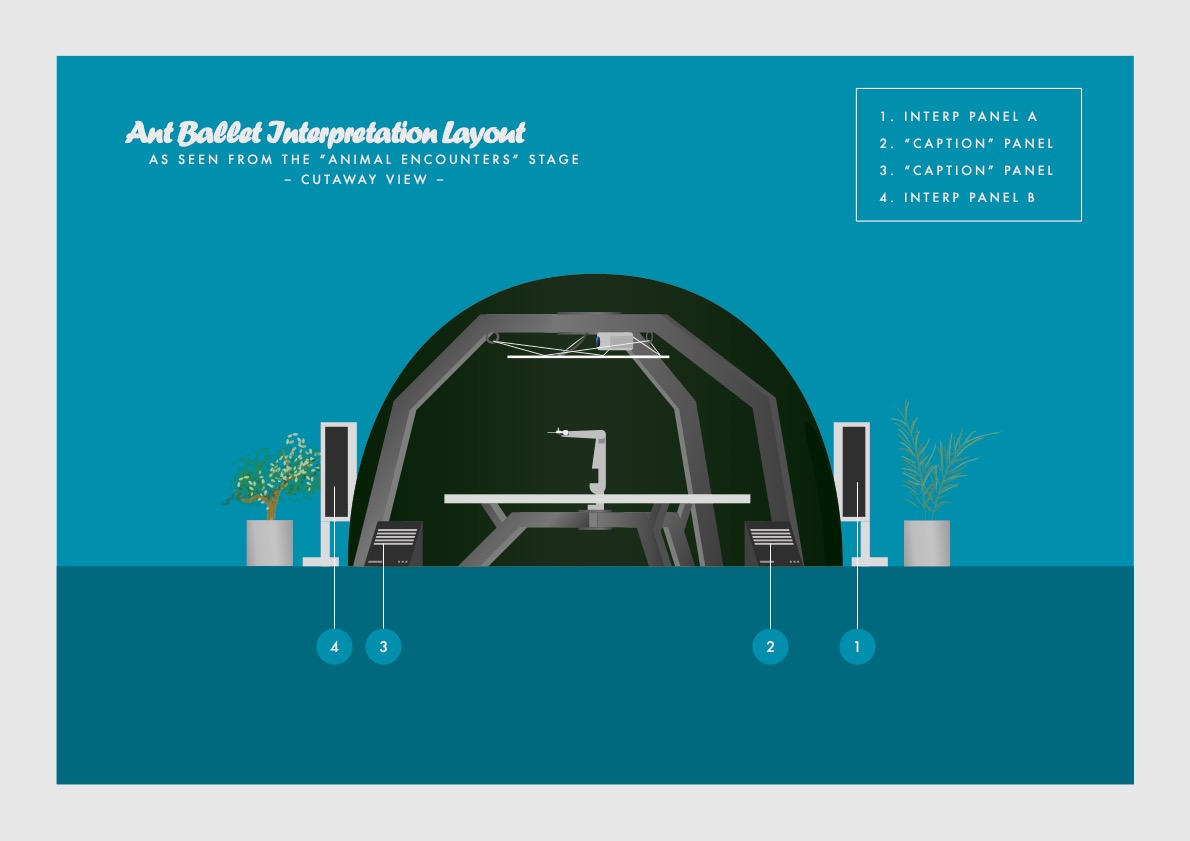 Ant Ballet Interpretation Layout
AS SEEN FROM THE “ANIMAL ENCOUNTERS” STAGE
– CUTAWAY VIEW –
1. INTERP PANEL A
2. “CAPTION” PANEL
3. “CAPTION” PANEL
4. INTERP PANEL B
4 3 2 1